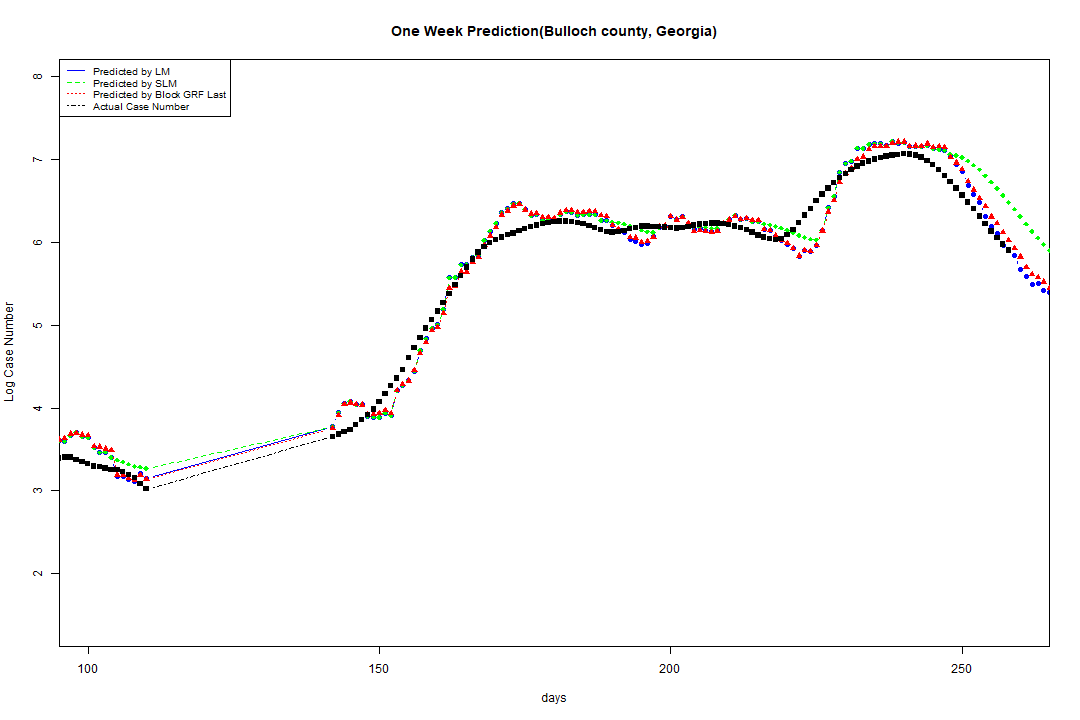 One Week Prediction(Bulloch county, Georgia)
Predicted by LM
Predicted by SLM
Predicted by Block GRF Last
Actual Case Number
8
7
6
5
4
3
2
Log Case Number
100 150 200 250
days